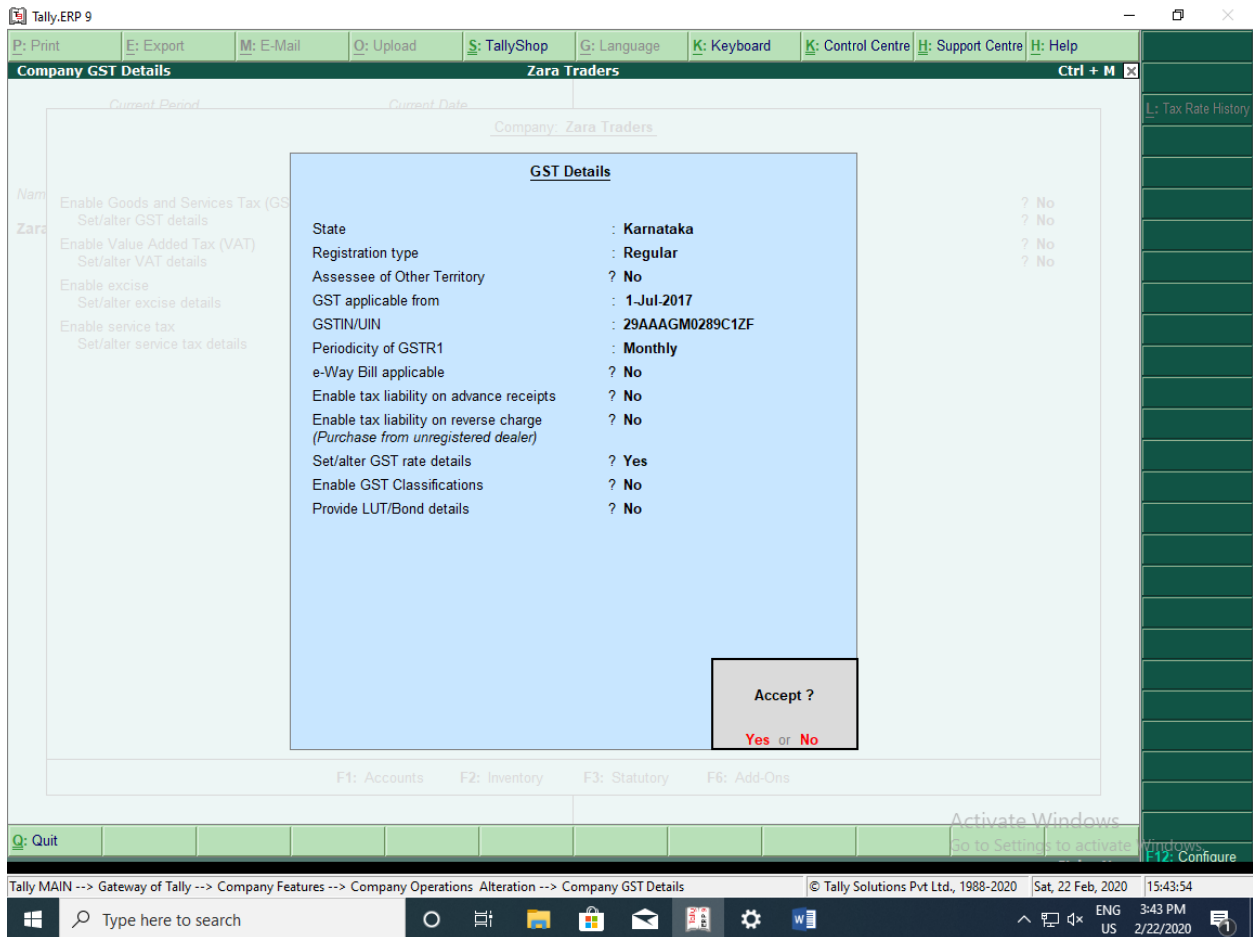 Tally.ERP 9
P: Print E: Export M: E-Mail O: Upload S: TallyShop G: Language K: Keyboard K: Control Centre H: Support Centre H: Help
Company GST Details Zara Traders Ctrl + M
Current Period Current Date
L: Tax Rate History
Company: Zara Traders
GST Details
Nam
Enable Goods and Services Tax (GS ? No
Set/alter GST details ? No
Zara
State : Karnataka
Enable Value Added Tax (VAT) ? No
Registration type : Regular
Set/alter VAT details ? No
Assessee of Other Territory ? No
Enable excise
GST applicable from : 1-Jul-2017
Set/alter excise details
GSTIN/UIN : 29AAAGM0289C1ZF
Enable service tax
Set/alter service tax details
Periodicity of GSTR1 : Monthly
e-Way Bill applicable ? No
Enable tax liability on advance receipts ? No
Enable tax liability on reverse charge ? No
(Purchase from unregistered dealer)
Set/alter GST rate details ? Yes
Enable GST Classifications ? No
Provide LUT/Bond details ? No
Accept ?
Yes or No
F1: Accounts F2: Inventory F3: Statutory F6: Add-Ons
Activate Windows
Go to Settings to activate Windows.
Q: Quit
F12: Configure
Tally MAIN --> Gateway of Tally --> Company Features --> Company Operations Alteration --> Company GST Details © Tally Solutions Pvt Ltd., 1988-2020 Sat, 22 Feb, 2020 15:43:54
Type here to search
ENG 3:43 PM
US 2/22/2020